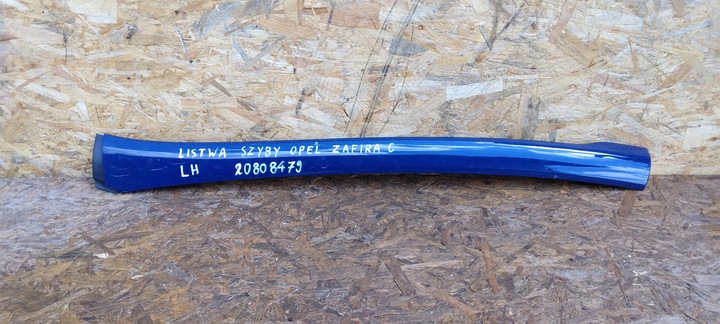 LISTWA SZYBY OPEL ZAFIRA C
LH 20808479